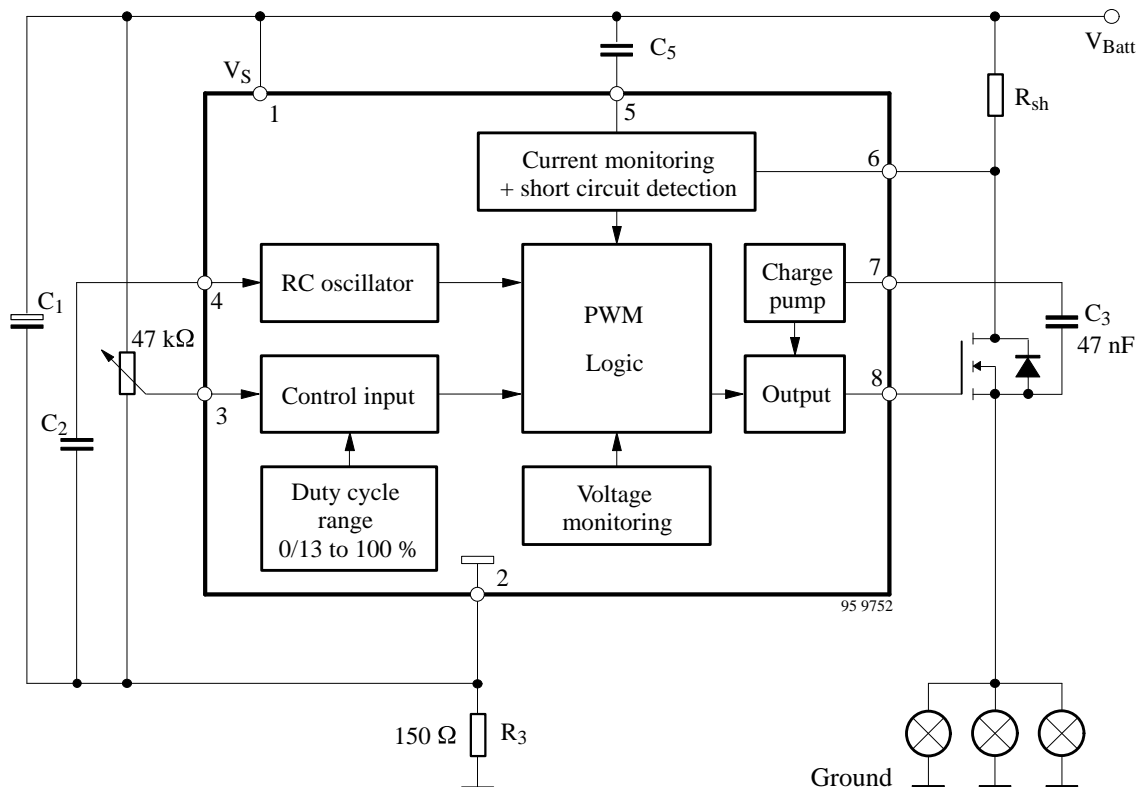 V_Batt
C5
V_S
1
5
R_sh
Current monitoring
+ short circuit detection
6
4
RC oscillator
PWM
Logic
Charge
pump
7
C1
C3
47 nF
47 kΩ
3
Control input
Output
8
C2
Duty cycle
range
0/13 to 100 %
Voltage
monitoring
2
95 9752
150 Ω
R3
Ground